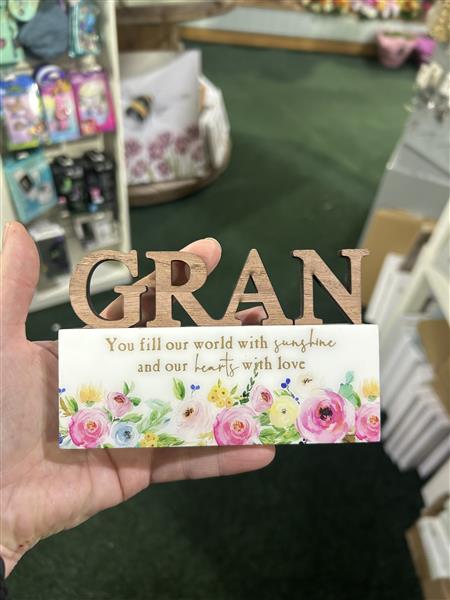 GRAN
You fill our world with sunshine
and our hearts with love